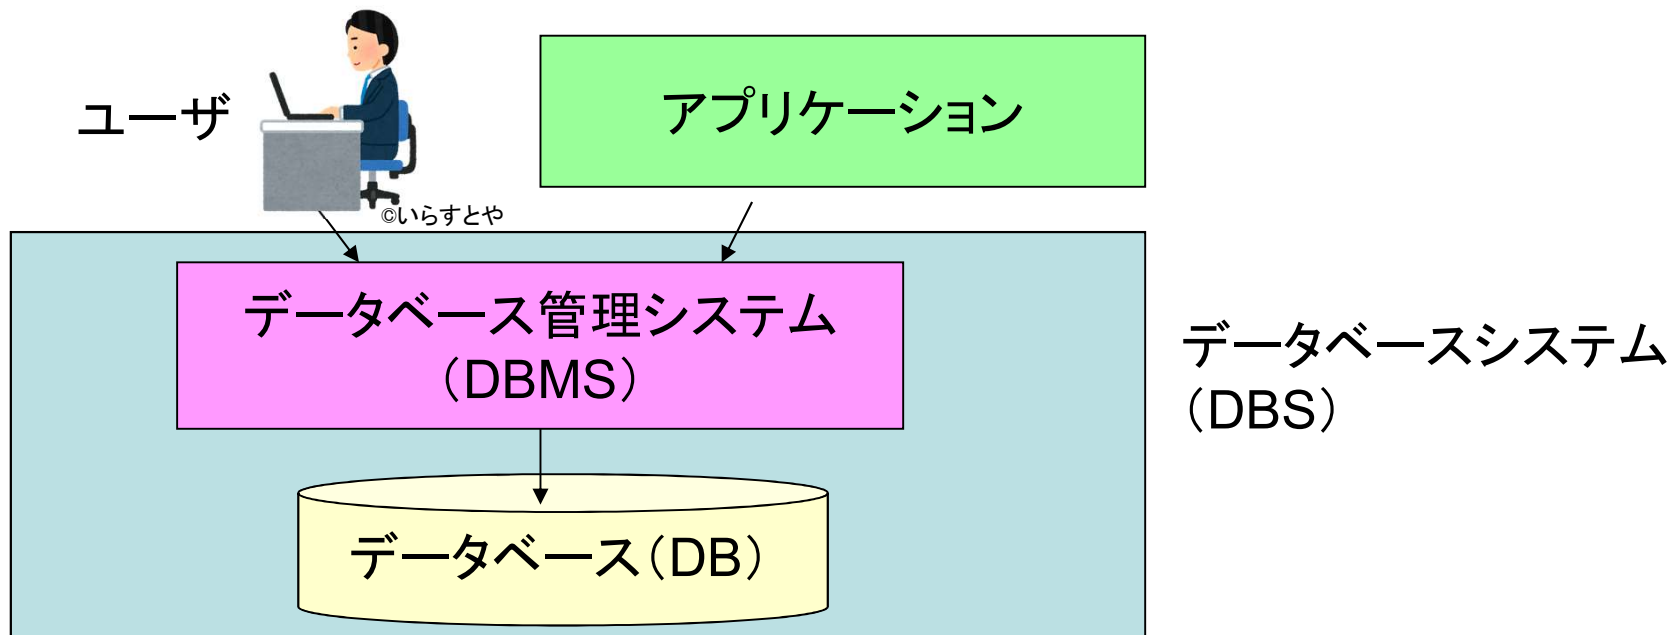 ユーザ
アプリケーション
©いらすとや
データベース管理システム
（DBMS）
データベースシステム
（DBS）
データベース（DB）